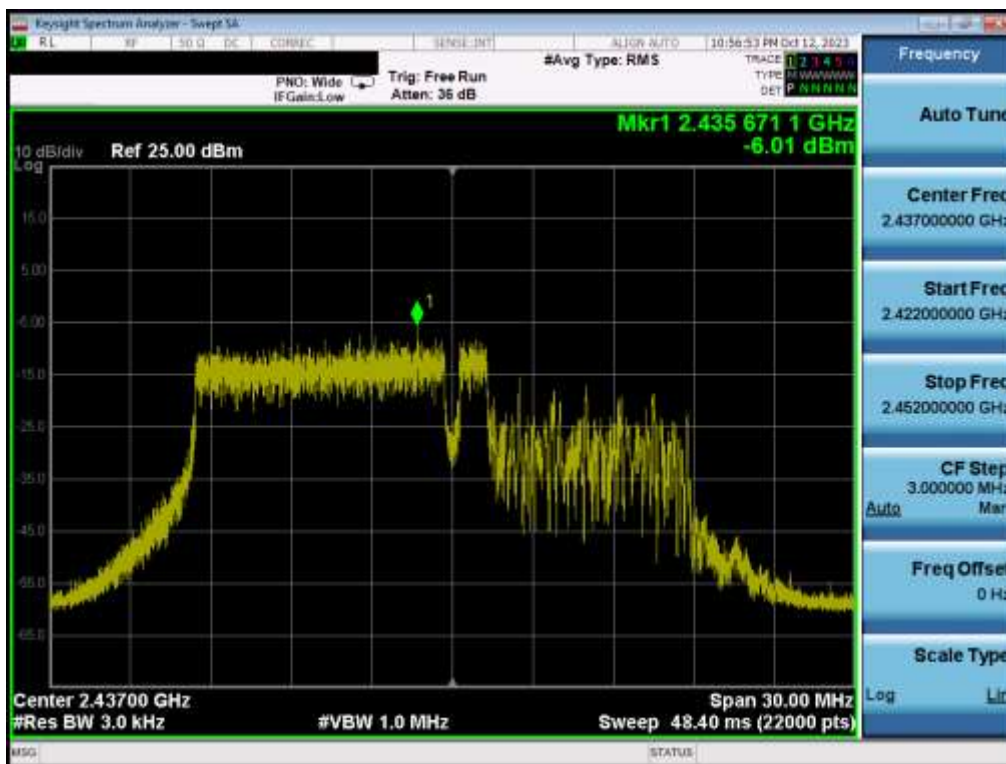 Keysight Spectrum Analyzer - Swept SA
RL RF 50 Ω DC CORREC SENSE:INT ALIGN AUTO 10:56:53 PM Oct 12, 2023
Frequency
PNO: Wide
IFGain:Low
Trig: Free Run
Atten: 36 dB
#Avg Type: RMS
TRACE 1 2 3 4 5 6
TYPE M W W W W W
DET P N N N N N
Auto Tune
Mkr1 2.435 671 1 GHz
-6.01 dBm
10 dB/div
Log
Ref 25.00 dBm
Center Freq
2.437000000 GHz
15.0
5.00
1
-5.00
-15.0
-25.0
-35.0
-45.0
-55.0
-65.0
Start Freq
2.422000000 GHz
Stop Freq
2.452000000 GHz
CF Step
3.000000 MHz
Auto Man
Freq Offset
0 Hz
Scale Type
Log Lin
Center 2.43700 GHz
Span 30.00 MHz
#Res BW 3.0 kHz
#VBW 1.0 MHz
Sweep 48.40 ms (22000 pts)
MSG
STATUS